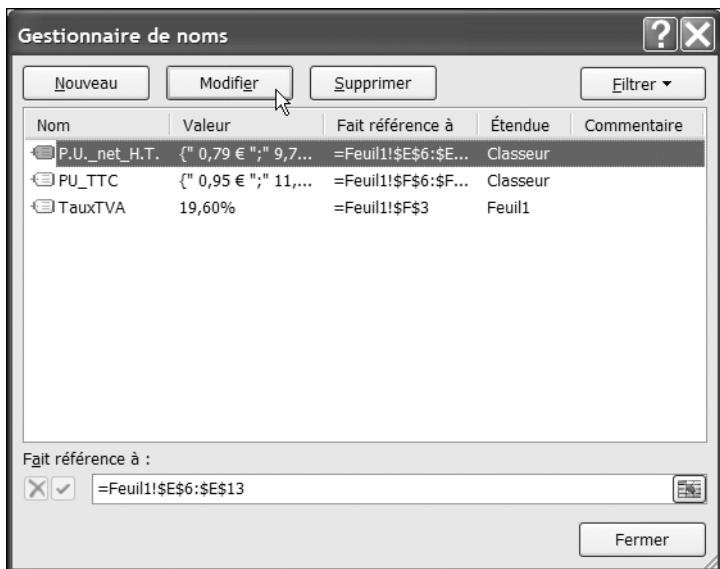 Gestionnaire de noms
Nouveau Modifier Supprimer Filtrer
Nom Valeur Fait référence à Étendue Commentaire
P.U._net_H.T. {" 0,79 € ";" 9,7... =Feuil1!$E$6:$E... Classeur
PU_TTC {" 0,95 € ";" 11,... =Feuil1!$F$6:$F... Classeur
TauxTVA 19,60% =Feuil1!$F$3 Feuil1
Fait référence à :
=Feuil1!$E$6:$E$13
Fermer